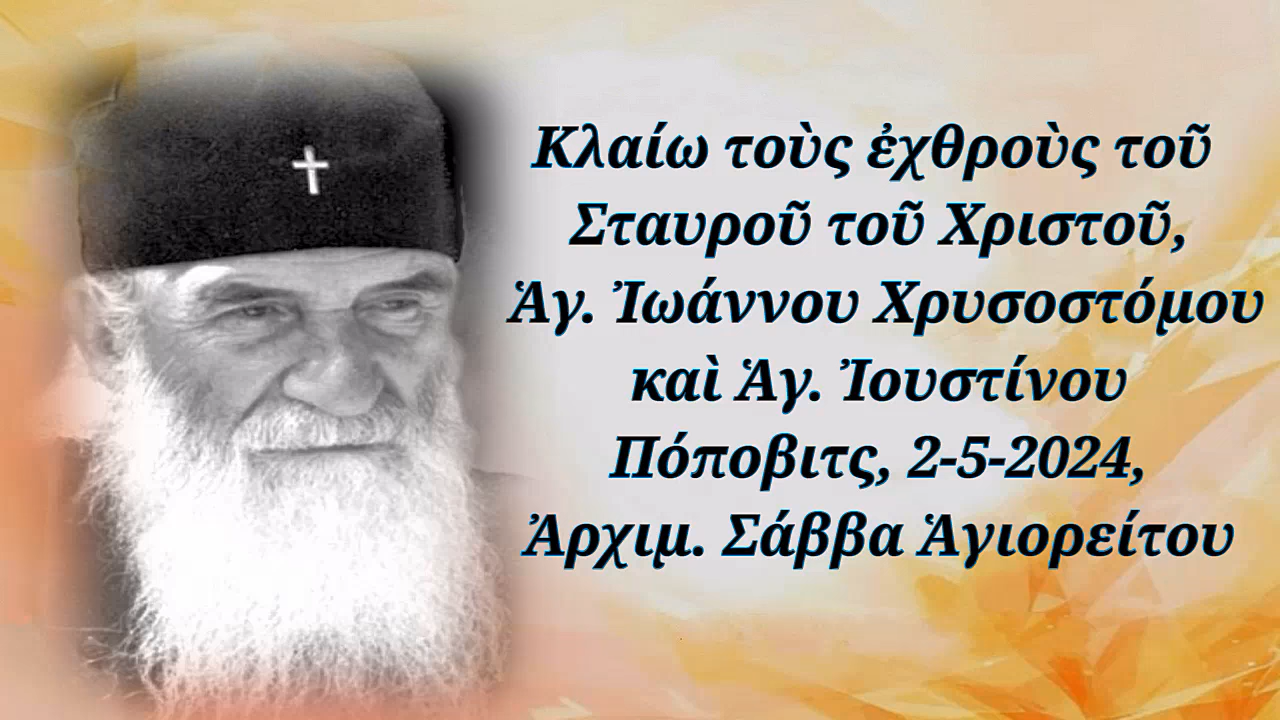 Κλαίω τοὺς ἐχθροὺς τοῦ
Σταυροῦ τοῦ Χριστοῦ,
Ἁγ. Ἰωάννου Χρυσοστόμου
καὶ Ἁγ. Ἰουστίνου
Πόποβιτς, 2-5-2024,
Ἀρχιμ. Σάββα Ἁγιορείτου